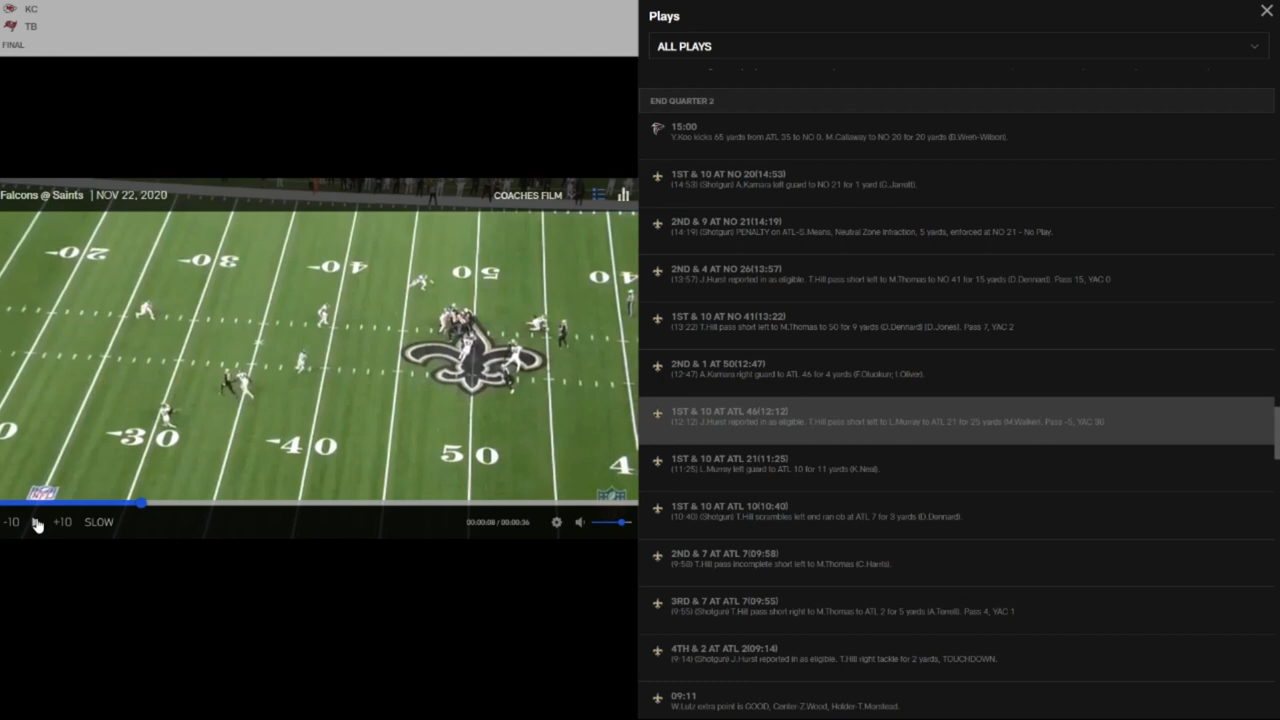 KC
TB
FINAL
Falcons @ Saints | NOV 22, 2020
COACHES FILM
20-
-30
-40
50
40
0
-30
-40
50
4
-10
+10
SLOW
00:00:08 / 00:00:36
Plays
ALL PLAYS
END QUARTER 2
15:00
Y.Koo kicks 65 yards from ATL 35 to NO 0. M.Callaway to NO 20 for 20 yards (B.Wreh-Wilson).
1ST & 10 AT NO 20(14:53)
(14:53) (Shotgun) A.Kamara left guard to NO 21 for 1 yard (G.Jarrett).
2ND & 9 AT NO 21(14:19)
(14:19) (Shotgun) PENALTY on ATL-S.Means, Neutral Zone Infraction, 5 yards, enforced at NO 21 - No Play.
2ND & 4 AT NO 26(13:57)
(13:57) J.Hurst reported in as eligible. T.Hill pass short left to M.Thomas to NO 41 for 15 yards (D.Dennard). Pass 15, YAC 0
1ST & 10 AT NO 41(13:22)
(13:22) T.Hill pass short left to M.Thomas to 50 for 9 yards (D.Dennard) (D.Jones). Pass 7, YAC 2
2ND & 1 AT 50(12:47)
(12:47) A.Kamara right guard to ATL 46 for 4 yards (F.Oluokun; I.Oliver).
1ST & 10 AT ATL 46(12:12)
(12:12) J.Hurst reported in as eligible. T.Hill pass short left to L.Murray to ATL 21 for 25 yards (M.Walker). Pass -5, YAC 30
1ST & 10 AT ATL 21(11:25)
(11:25) L.Murray left guard to ATL 10 for 11 yards (K.Neal).
1ST & 10 AT ATL 10(10:40)
(10:40) (Shotgun) T.Hill scrambles left end ran ob at ATL 7 for 3 yards (D.Dennard).
2ND & 7 AT ATL 7(09:58)
(9:58) T.Hill pass incomplete short left to M.Thomas (C.Harris).
3RD & 7 AT ATL 7(09:55)
(9:55) (Shotgun) T.Hill pass short right to M.Thomas to ATL 2 for 5 yards (A.Terrell). Pass 4, YAC 1
4TH & 2 AT ATL 2(09:14)
(9:14) (Shotgun) J.Hurst reported in as eligible. T.Hill right tackle for 2 yards, TOUCHDOWN.
09:11
W.Lutz extra point is GOOD, Center-Z.Wood, Holder-T.Morstead.